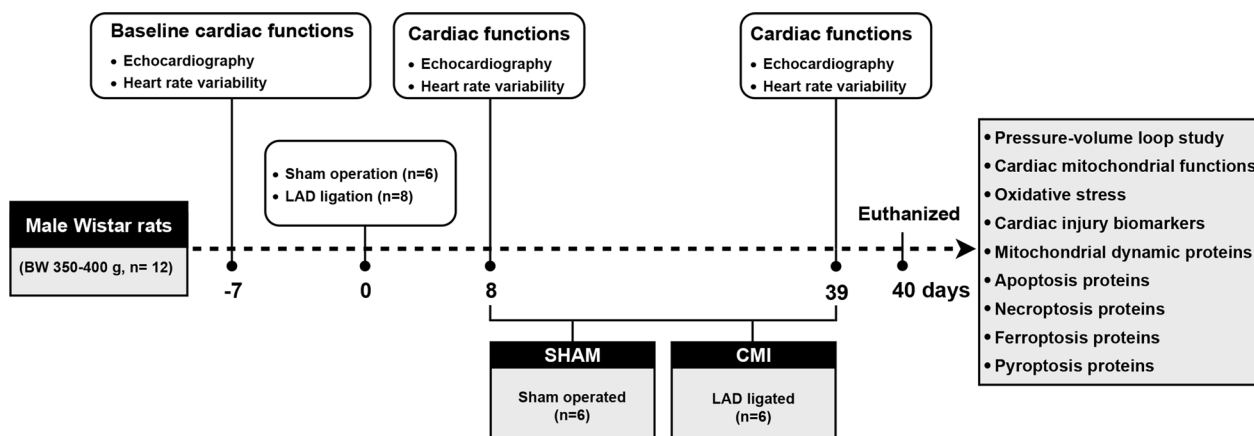 Baseline cardiac functions
• Echocardiography
• Heart rate variability
Cardiac functions
• Echocardiography
• Heart rate variability
Cardiac functions
• Echocardiography
• Heart rate variability
• Sham operation (n=6)
• LAD ligation (n=8)
Male Wistar rats
(BW 350-400 g, n= 12)
-7
0
8
39
40 days
Euthanized
SHAM
Sham operated
(n=6)
CMI
LAD ligated
(n=6)
• Pressure-volume loop study
• Cardiac mitochondrial functions
• Oxidative stress
• Cardiac injury biomarkers
• Mitochondrial dynamic proteins
• Apoptosis proteins
• Necroptosis proteins
• Ferroptosis proteins
• Pyroptosis proteins